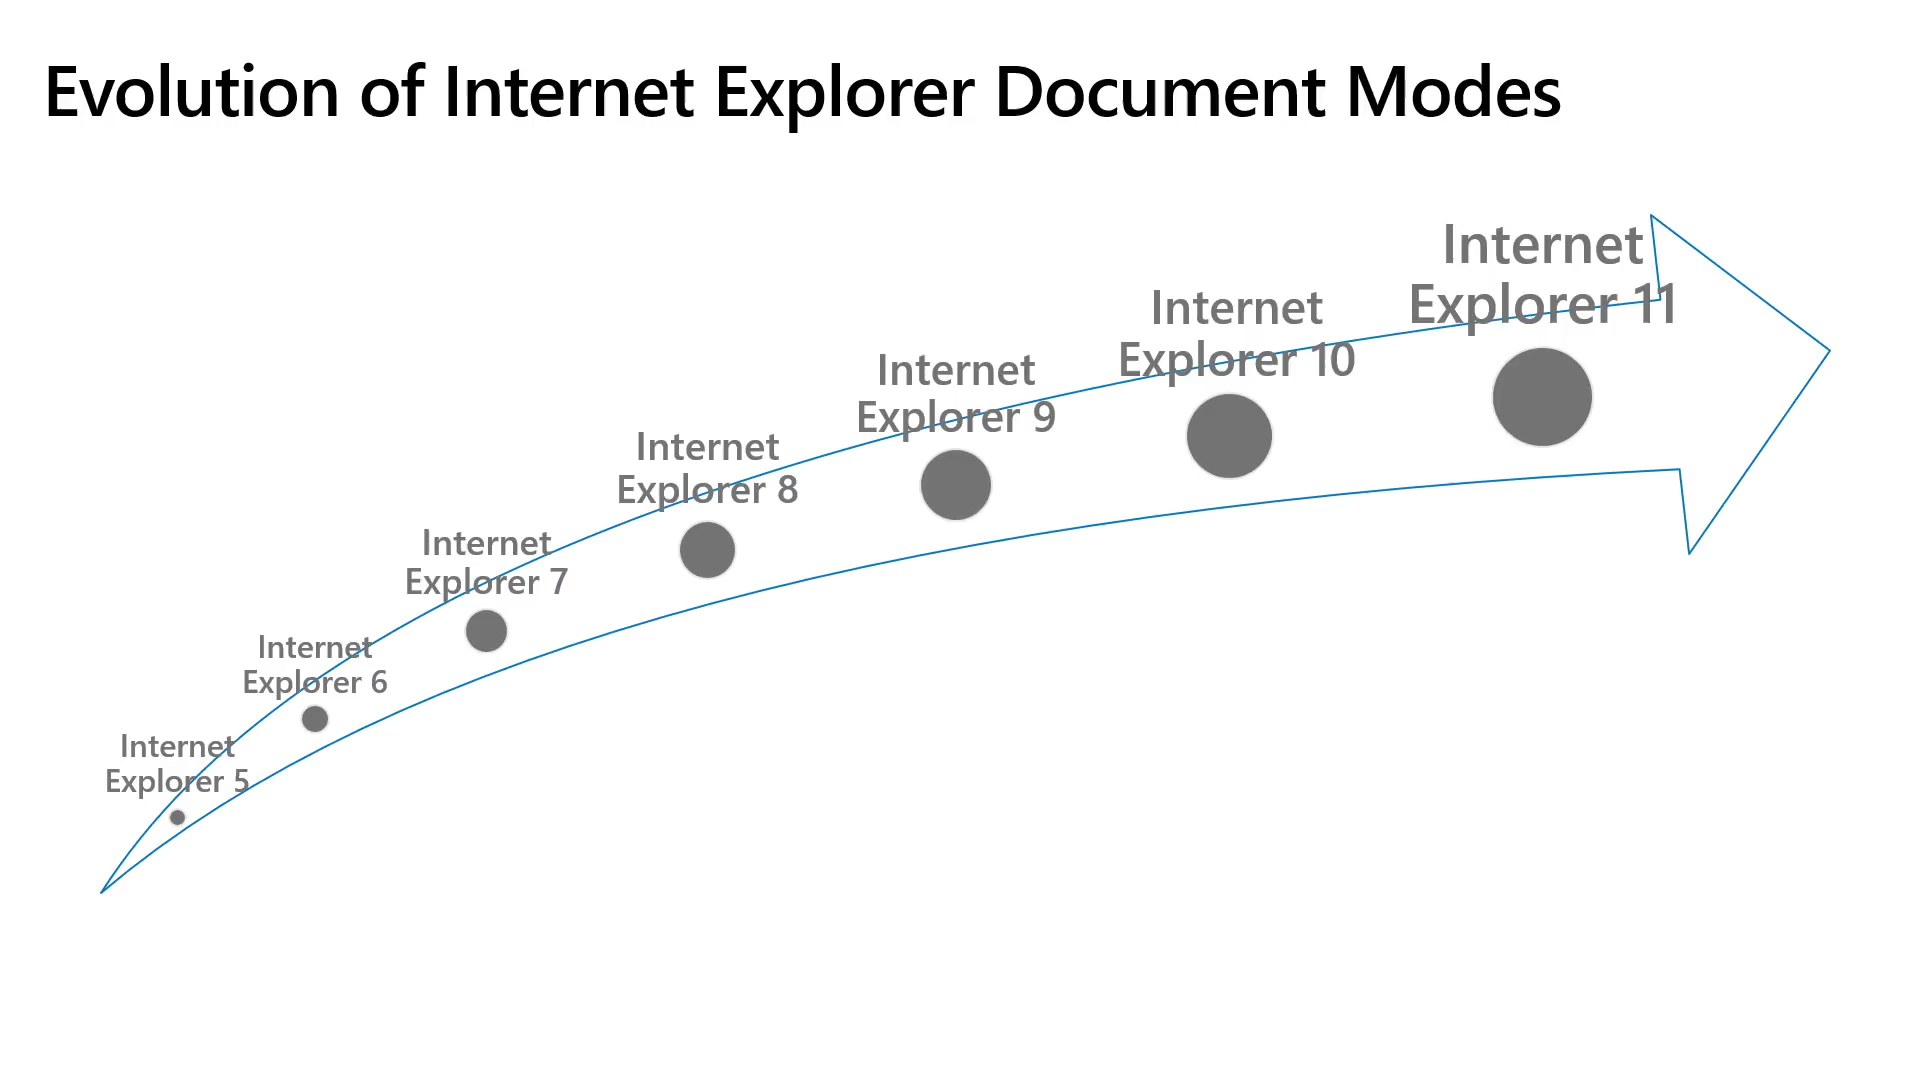 Evolution of Internet Explorer Document Modes
Internet
Explorer 5
Internet
Explorer 6
Internet
Explorer 7
Internet
Explorer 8
Internet
Explorer 9
Internet
Explorer 10
Internet
Explorer 11